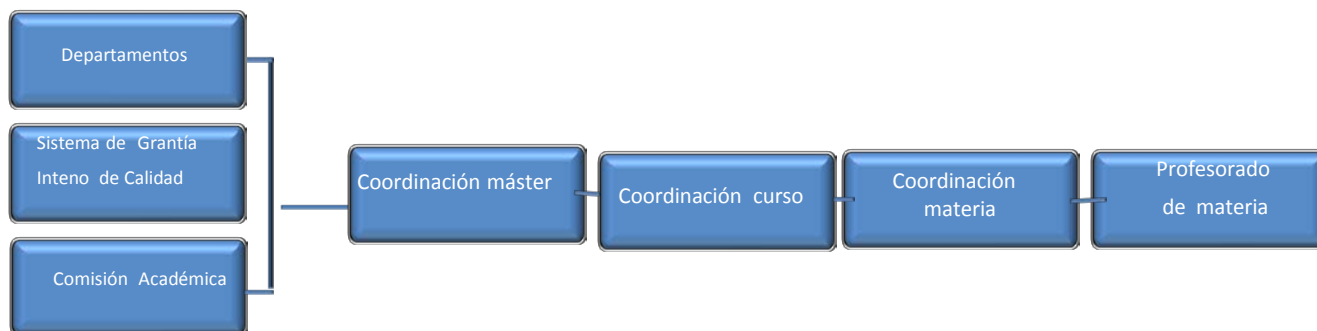 Departamentos
Sistema de Grantía
Inteno de Calidad
Comisión Académica
Coordinación máster
Coordinación curso
Coordinación
materia
Profesorado
de materia